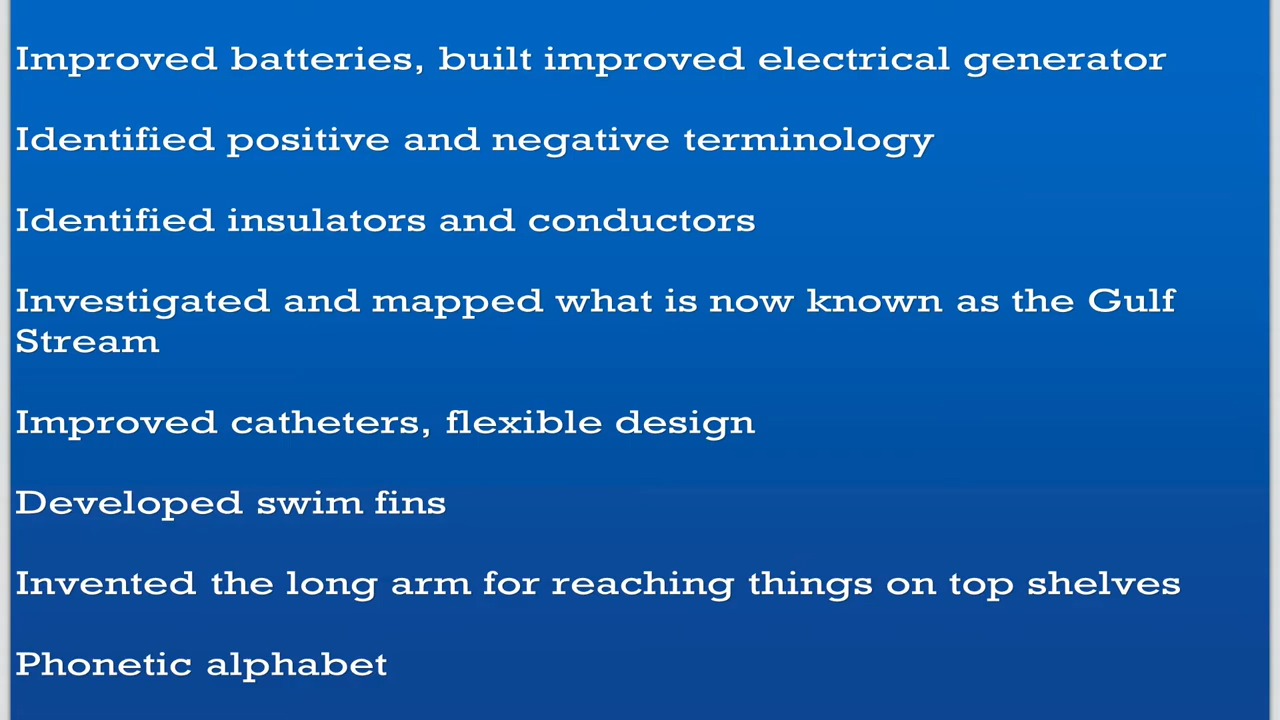 Improved batteries, built improved electrical generator
Identified positive and negative terminology
Identified insulators and conductors
Investigated and mapped what is now known as the Gulf
Stream
Improved catheters, flexible design
Developed swim fins
Invented the long arm for reaching things on top shelves
Phonetic alphabet